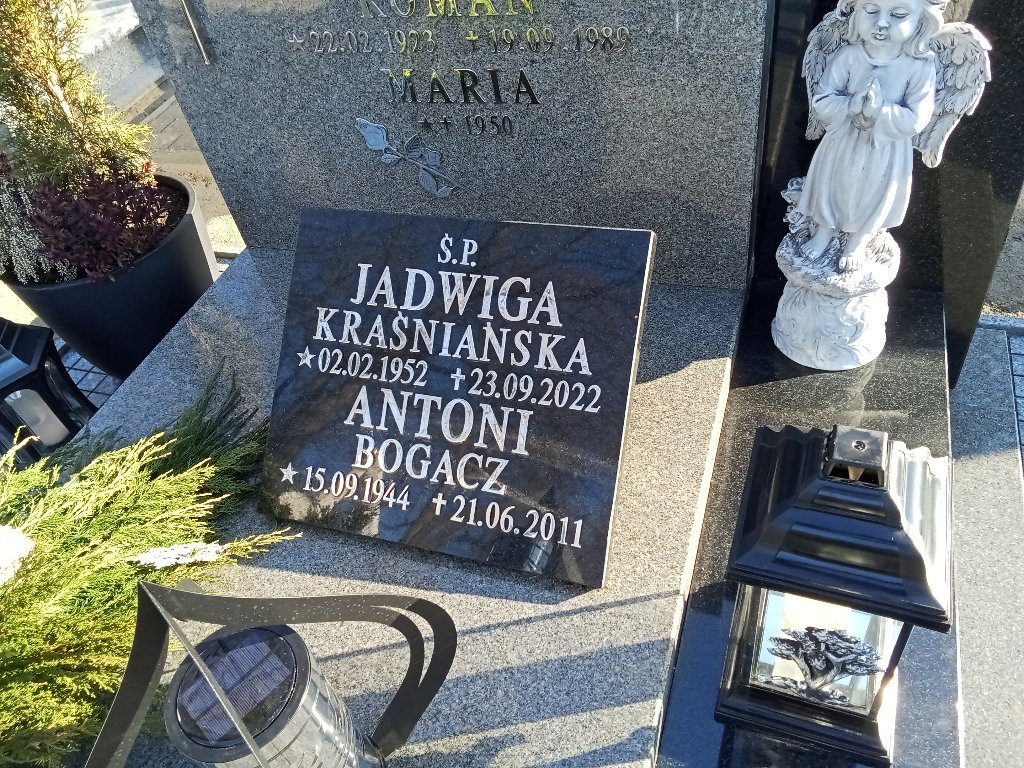 ROMAN
★22.02.1923 ✝19.09.1989
MARIA
★✝ 1950
Ś.P.
JADWIGA
KRAŚNIAŃSKA
★02.02.1952 ✝23.09.2022
ANTONI
BOGACZ
★15.09.1944 ✝21.06.2011